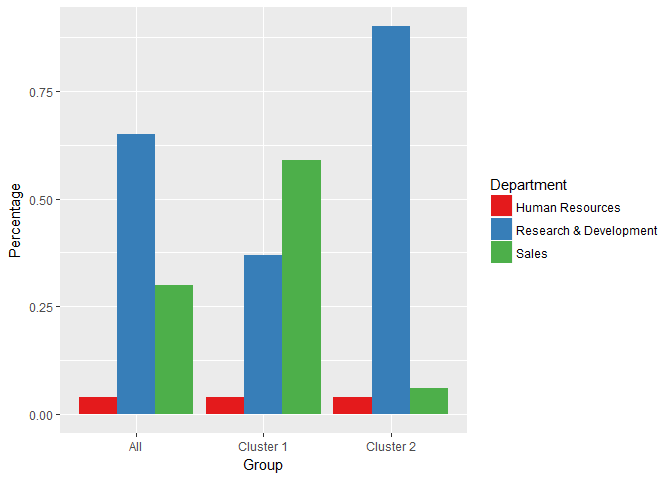 Percentage
0.75
0.50
0.25
0.00
All Cluster 1 Cluster 2
Group
Department
Human Resources
Research & Development
Sales